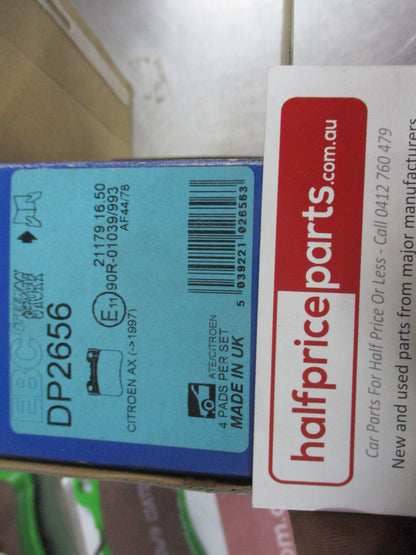 EBC
DP2656
CITROEN AX (->1997)
21179 16.50
E11 90R-01039/993
AF44/78
5 039221 026563
ATE/CITROEN
4 PADS PER SET
MADE IN UK
halfpriceparts.com.au
Car Parts For Half Price Or Less - Call 0412 760 479
New and used parts from major manufacturers